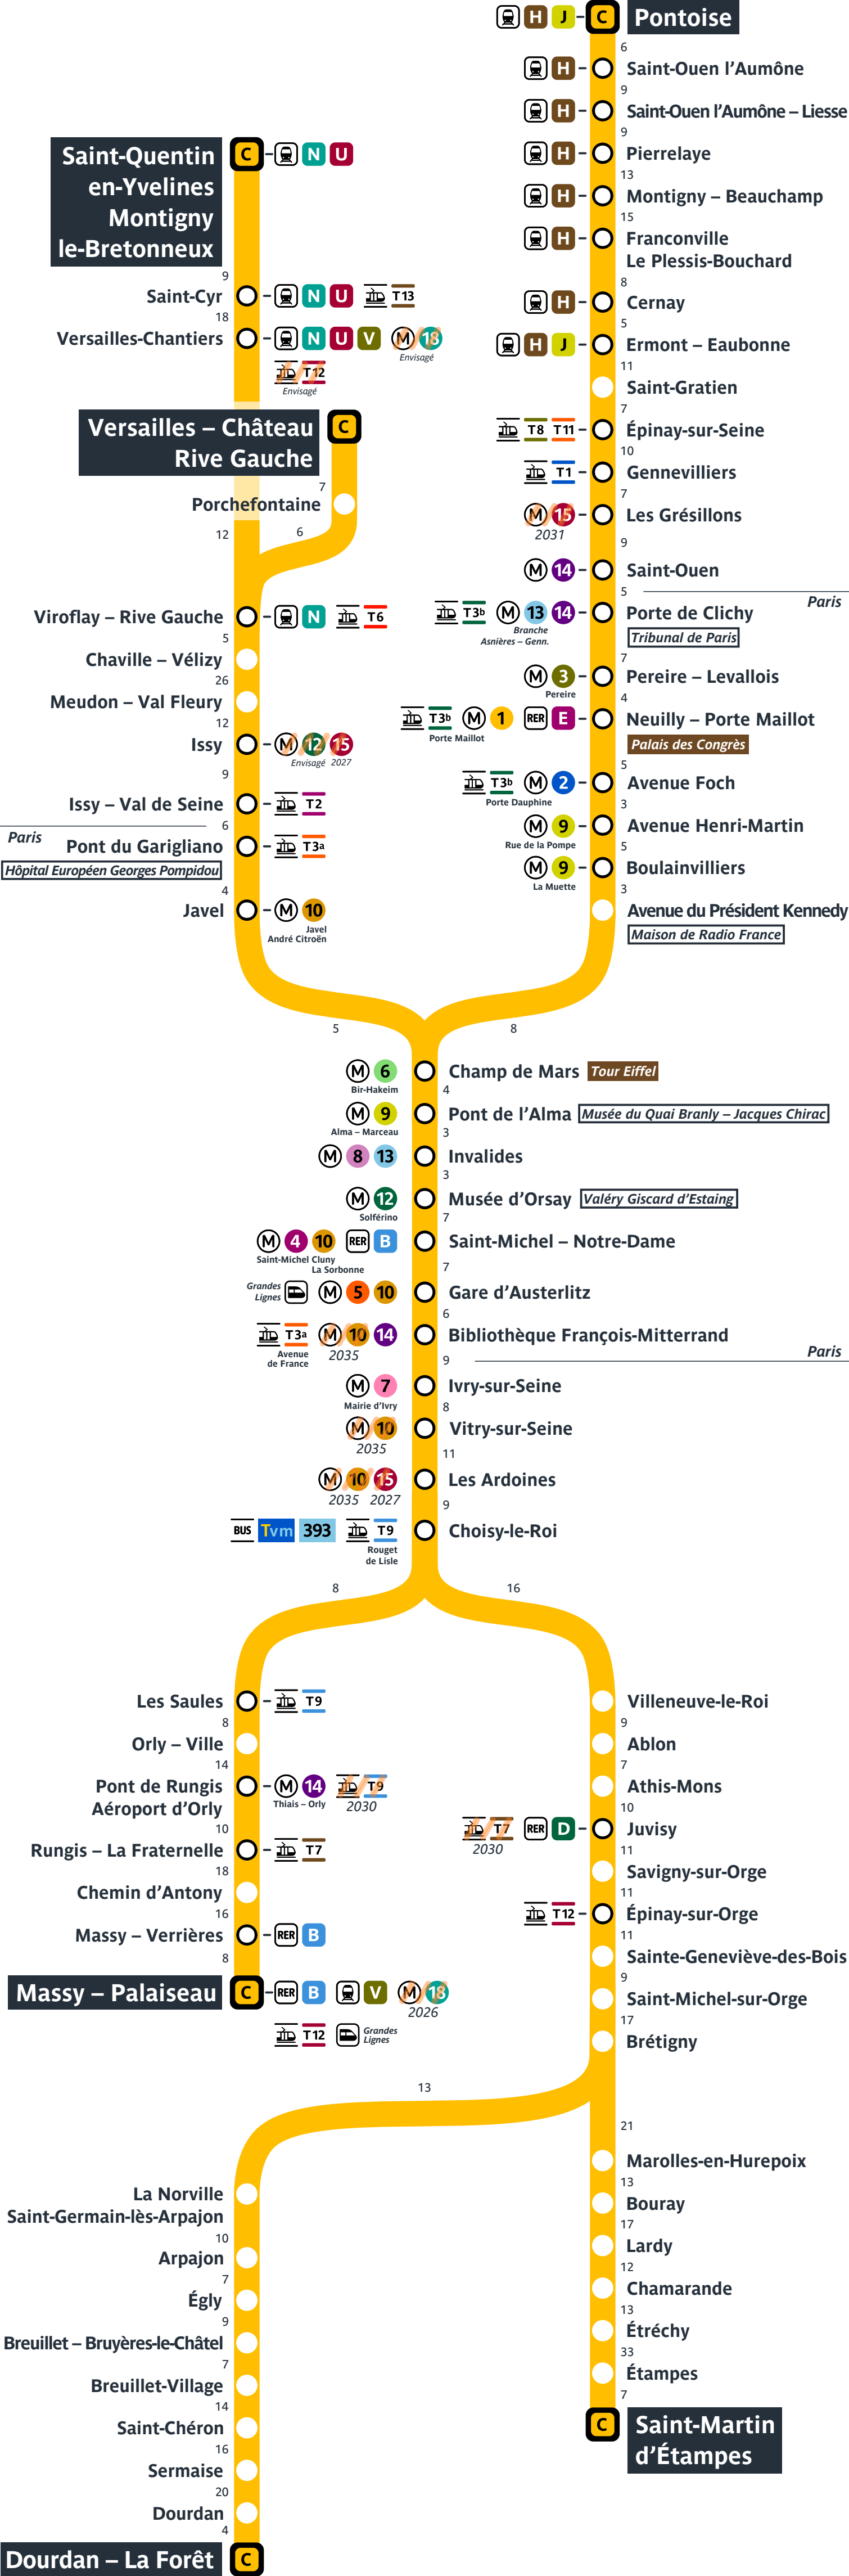 H J C Pontoise
6
H Saint-Ouen l’Aumône
9
H Saint-Ouen l’Aumône – Liesse
9
H Pierrelaye
13
H Montigny – Beauchamp
15
H Franconville
Le Plessis-Bouchard
8
H Cernay
5
H J Ermont – Eaubonne
11
Saint-Gratien
7
T8 T11 Épinay-sur-Seine
10
T1 Gennevilliers
7
M 15 Les Grésillons
2031
9
M 14 Saint-Ouen
5
Paris
T3b M 13 14 Porte de Clichy
Branche
Asnières – Genn.
Tribunal de Paris
7
M 3 Pereire – Levallois
Pereire
4
T3b M 1 RER E Neuilly – Porte Maillot
Porte Maillot
Palais des Congrès
5
T3b M 2 Avenue Foch
Porte Dauphine
3
M 9 Avenue Henri-Martin
Rue de la Pompe
5
M 9 Boulainvilliers
La Muette
3
Avenue du Président Kennedy
Maison de Radio France
8
Saint-Quentin
en-Yvelines
Montigny
le-Bretonneux
C N U
9
Saint-Cyr N U T13
18
Versailles-Chantiers N U V M 18
Envisagé
T12
Envisagé
Versailles – Château
Rive Gauche
C
7
Porchefontaine
6
12
Viroflay – Rive Gauche N T6
5
Chaville – Vélizy
26
Meudon – Val Fleury
12
Issy M 12 15
Envisagé 2027
9
Issy – Val de Seine T2
6
Paris
Pont du Garigliano T3a
Hôpital Européen Georges Pompidou
4
Javel M 10
Javel
André Citroën
5
M 6 Champ de Mars Tour Eiffel
Bir-Hakeim
4
M 9 Pont de l’Alma Musée du Quai Branly – Jacques Chirac
Alma – Marceau
3
M 8 13 Invalides
3
M 12 Musée d’Orsay Valéry Giscard d’Estaing
Solférino
7
M 4 10 RER B Saint-Michel – Notre-Dame
Saint-Michel Cluny
La Sorbonne
7
Grandes
Lignes
M 5 10 Gare d’Austerlitz
6
T3a M 10 14 Bibliothèque François-Mitterrand
Avenue
de France
2035
9
Paris
M 7 Ivry-sur-Seine
Mairie d’Ivry
8
M 10 Vitry-sur-Seine
2035
11
M 10 15 Les Ardoines
2035 2027
9
BUS Tvm 393 T9 Choisy-le-Roi
Rouget
de Lisle
8
Les Saules T9
8
Orly – Ville
14
Pont de Rungis
Aéroport d’Orly
M 14 T9
Thiais – Orly
2030
10
Rungis – La Fraternelle T7
18
Chemin d’Antony
16
Massy – Verrières RER B
8
Massy – Palaiseau C RER B V M 18
2026
T12 Grandes
Lignes
16
Villeneuve-le-Roi
9
Ablon
7
Athis-Mons
10
T7 RER D Juvisy
2030
11
Savigny-sur-Orge
11
T12 Épinay-sur-Orge
11
Sainte-Geneviève-des-Bois
9
Saint-Michel-sur-Orge
17
Brétigny
13
La Norville
Saint-Germain-lès-Arpajon
10
Arpajon
7
Égly
9
Breuillet – Bruyères-le-Châtel
7
Breuillet-Village
14
Saint-Chéron
16
Sermaise
20
Dourdan
4
Dourdan – La Forêt C
21
Marolles-en-Hurepoix
13
Bouray
17
Lardy
12
Chamarande
13
Étréchy
33
Étampes
7
C Saint-Martin
d’Étampes